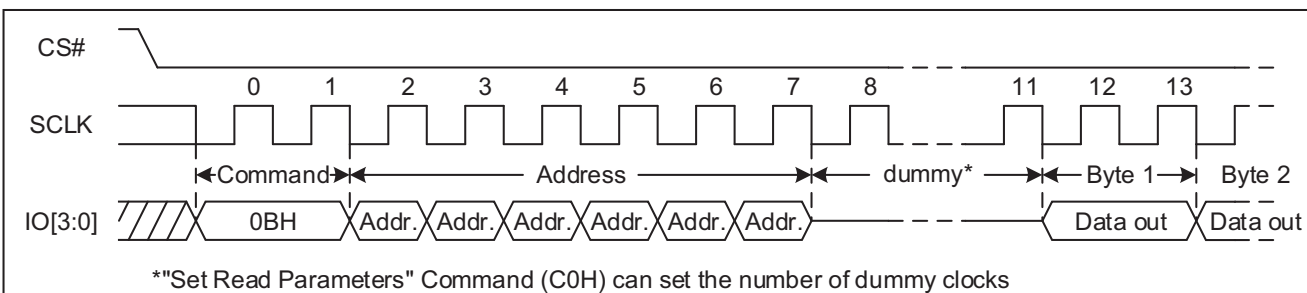 CS#
0 1 2 3 4 5 6 7 8 11 12 13
SCLK
Command Address dummy* Byte 1 Byte 2
IO[3:0] 0BH Addr. Addr. Addr. Addr. Addr. Addr. Data out Data out
*"Set Read Parameters" Command (C0H) can set the number of dummy clocks